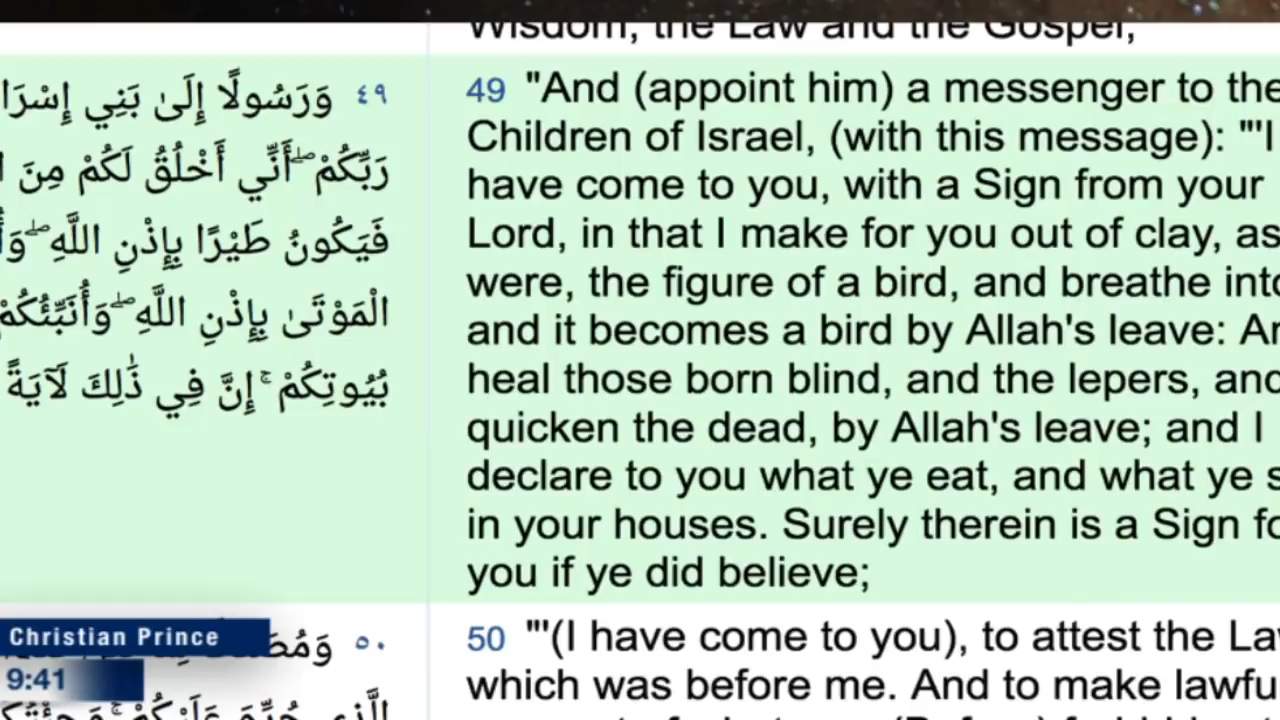 Wisdom, the Law and the Gospel,
٤٩ وَرَسُولًا إِلَىٰ بَنِي إِسْرَا
رَبِّكُمْ ۖ أَنِّي أَخْلُقُ لَكُمْ مِنَ
فَيَكُونُ طَيْرًا بِإِذْنِ اللَّهِ ۖ
الْمَوْتَىٰ بِإِذْنِ اللَّهِ ۖ وَأُنَبِّئُكُمْ
بُيُوتِكُمْ ۚ إِنَّ فِي ذَٰلِكَ لَآيَةً
49 "And (appoint him) a messenger to the
Children of Israel, (with this message): "'I
have come to you, with a Sign from your
Lord, in that I make for you out of clay, as
were, the figure of a bird, and breathe into
and it becomes a bird by Allah's leave: An
heal those born blind, and the lepers, and
quicken the dead, by Allah's leave; and I
declare to you what ye eat, and what ye s
in your houses. Surely therein is a Sign fo
you if ye did believe;
٥٠
الَّذِي حُرِّمَ عَلَيْكُمْ ۚ
50 "'(I have come to you), to attest the Law
which was before me. And to make lawfu
Christian Prince
9:41